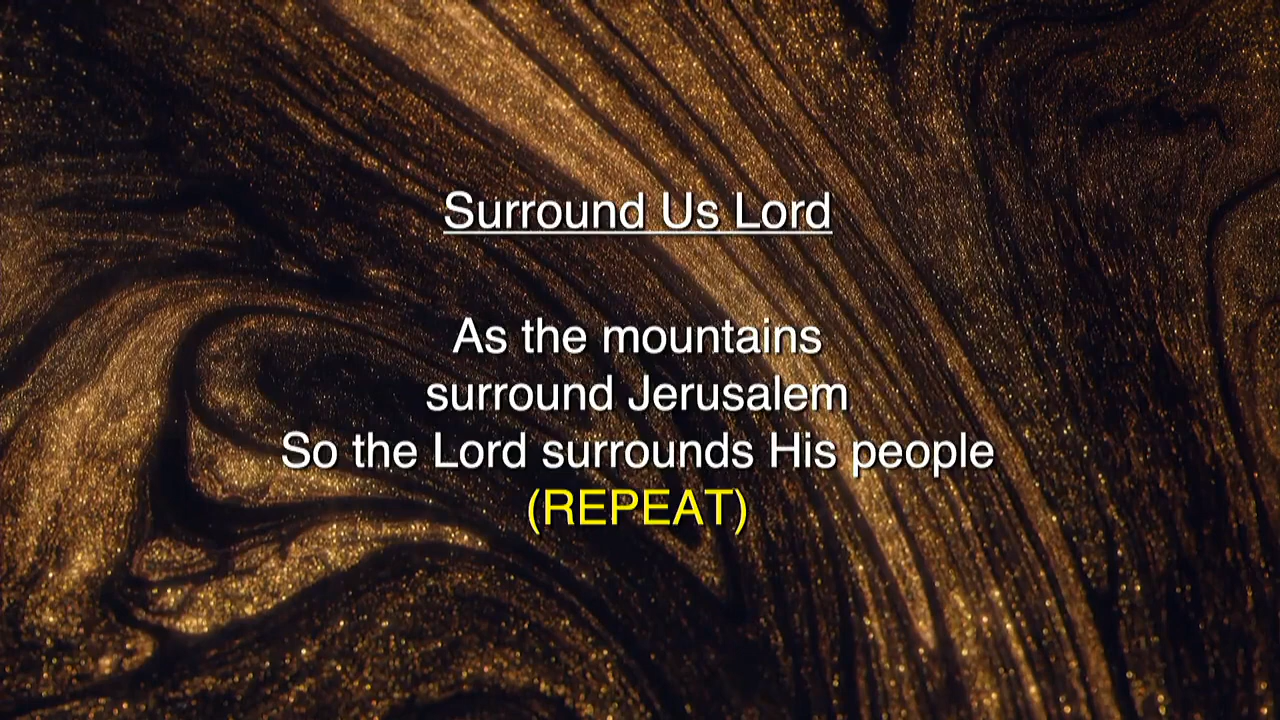 Surround Us Lord
As the mountains
surround Jerusalem
So the Lord surrounds His people
(REPEAT)